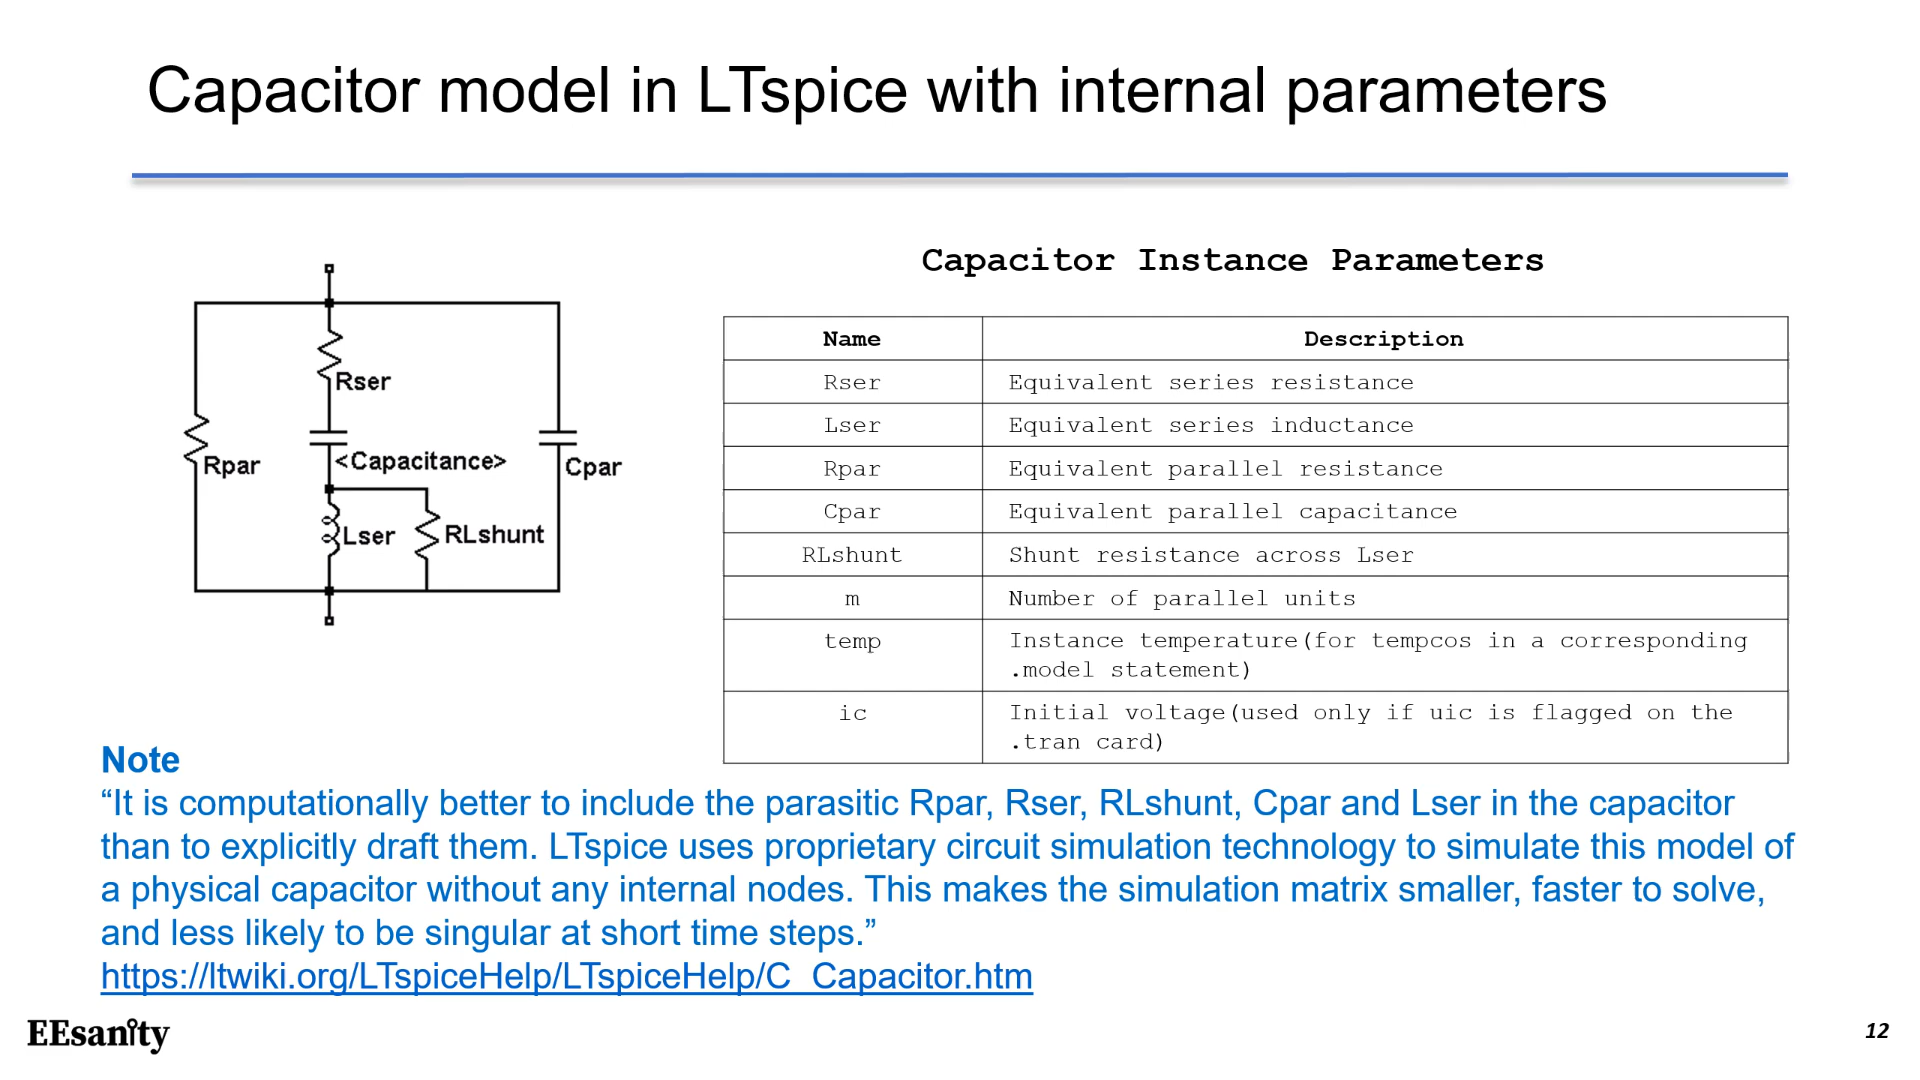 Capacitor model in LTspice with internal parameters
Rser
Rpar
<Capacitance>
Cpar
Lser
RLshunt
Capacitor Instance Parameters
Name Description
Rser Equivalent series resistance
Lser Equivalent series inductance
Rpar Equivalent parallel resistance
Cpar Equivalent parallel capacitance
RLshunt Shunt resistance across Lser
m Number of parallel units
temp Instance temperature(for tempcos in a corresponding
.model statement)
ic Initial voltage(used only if uic is flagged on the
.tran card)
Note
“It is computationally better to include the parasitic Rpar, Rser, RLshunt, Cpar and Lser in the capacitor
than to explicitly draft them. LTspice uses proprietary circuit simulation technology to simulate this model of
a physical capacitor without any internal nodes. This makes the simulation matrix smaller, faster to solve,
and less likely to be singular at short time steps.”
https://ltwiki.org/LTspiceHelp/LTspiceHelp/C_Capacitor.htm
EEsanity
12